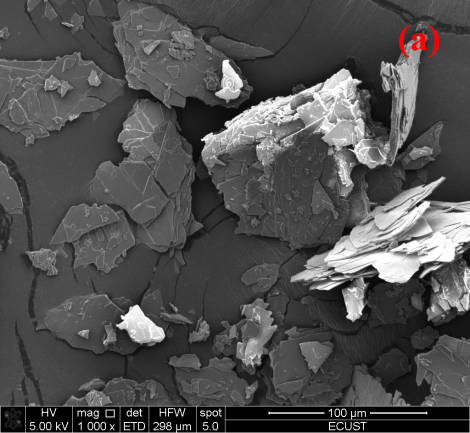 (a)
HV mag □ det HFW spot
5.00 kV 1 000 x ETD 298 µm 5.0
100 µm
ECUST